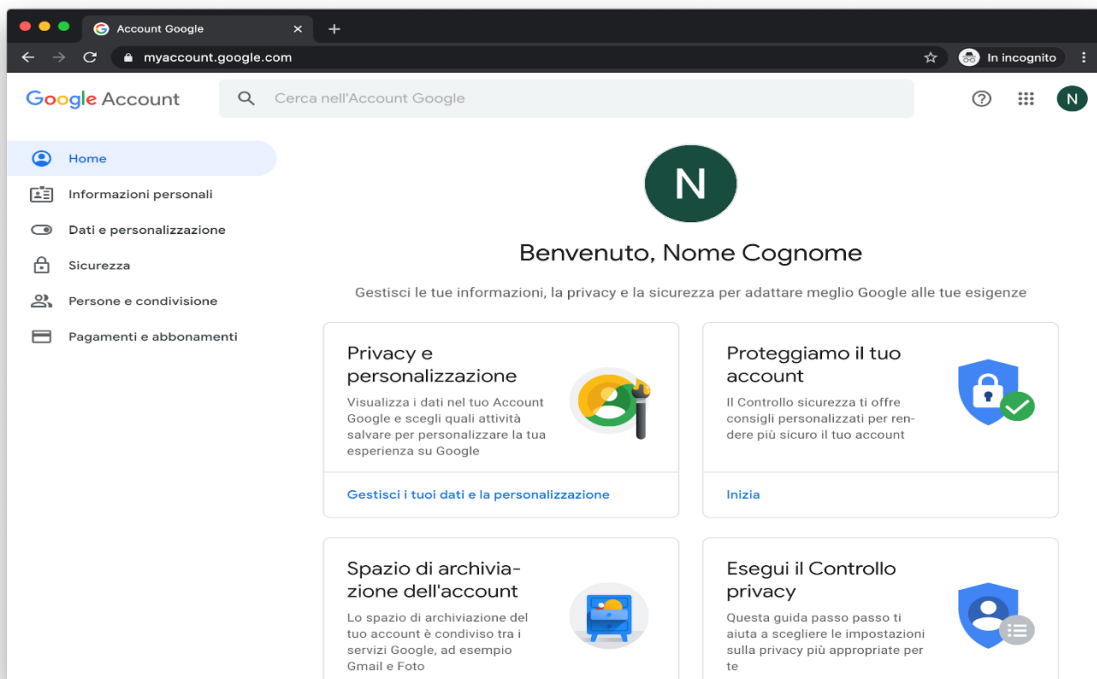 Account Google
myaccount.google.com
In incognito
Google Account
Cerca nell'Account Google
N
Home
Informazioni personali
Dati e personalizzazione
Sicurezza
Persone e condivisione
Pagamenti e abbonamenti
N
Benvenuto, Nome Cognome
Gestisci le tue informazioni, la privacy e la sicurezza per adattare meglio Google alle tue esigenze
Privacy e
personalizzazione
Visualizza i dati nel tuo Account
Google e scegli quali attività
salvare per personalizzare la tua
esperienza su Google
Gestisci i tuoi dati e la personalizzazione
Proteggiamo il tuo
account
Il Controllo sicurezza ti offre
consigli personalizzati per ren-
dere più sicuro il tuo account
Inizia
Spazio di archivia-
zione dell'account
Lo spazio di archiviazione del
tuo account è condiviso tra i
servizi Google, ad esempio
Gmail e Foto
Esegui il Controllo
privacy
Questa guida passo passo ti
aiuta a scegliere le impostazioni
sulla privacy più appropriate per
te